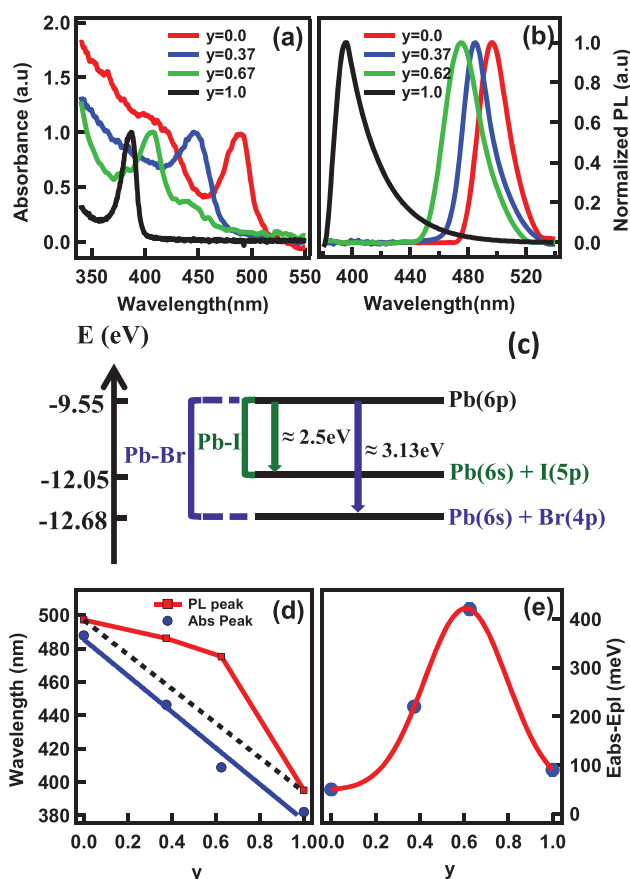 (a)
y=0.0
y=0.37
y=0.67
y=1.0
2.0
1.5
1.0
0.5
0.0
Absorbance (a.u)
350 400 450 500 550
Wavelength(nm)
(b)
y=0.0
y=0.37
y=0.62
y=1.0
1.0
0.8
0.6
0.4
0.2
0.0
Normalized PL (a.u)
400 440 480 520
Wavelength(nm)
E (eV)
(c)
-9.55
-12.05
-12.68
Pb-Br
Pb-I
≈ 2.5eV
≈ 3.13eV
Pb(6p)
Pb(6s) + I(5p)
Pb(6s) + Br(4p)
(d)
PL peak
Abs Peak
500
480
460
440
420
400
380
Wavelength (nm)
0.0 0.2 0.4 0.6 0.8 1.0
y
(e)
400
300
200
100
0
Eabs-Epl (meV)
0.0 0.2 0.4 0.6 0.8 1.0
y